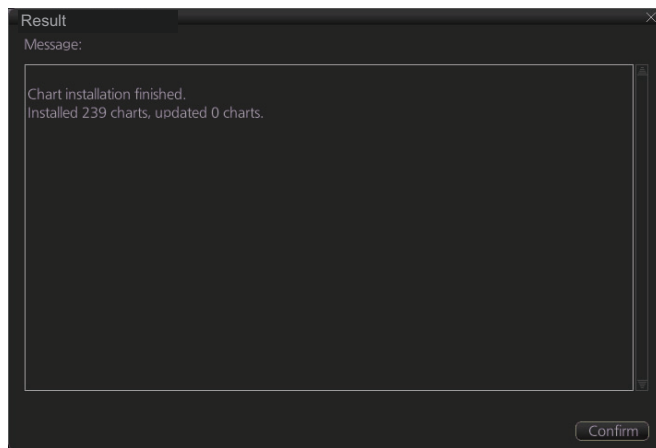 Result
Message:
Chart installation finished.
Installed 239 charts, updated 0 charts.
Confirm